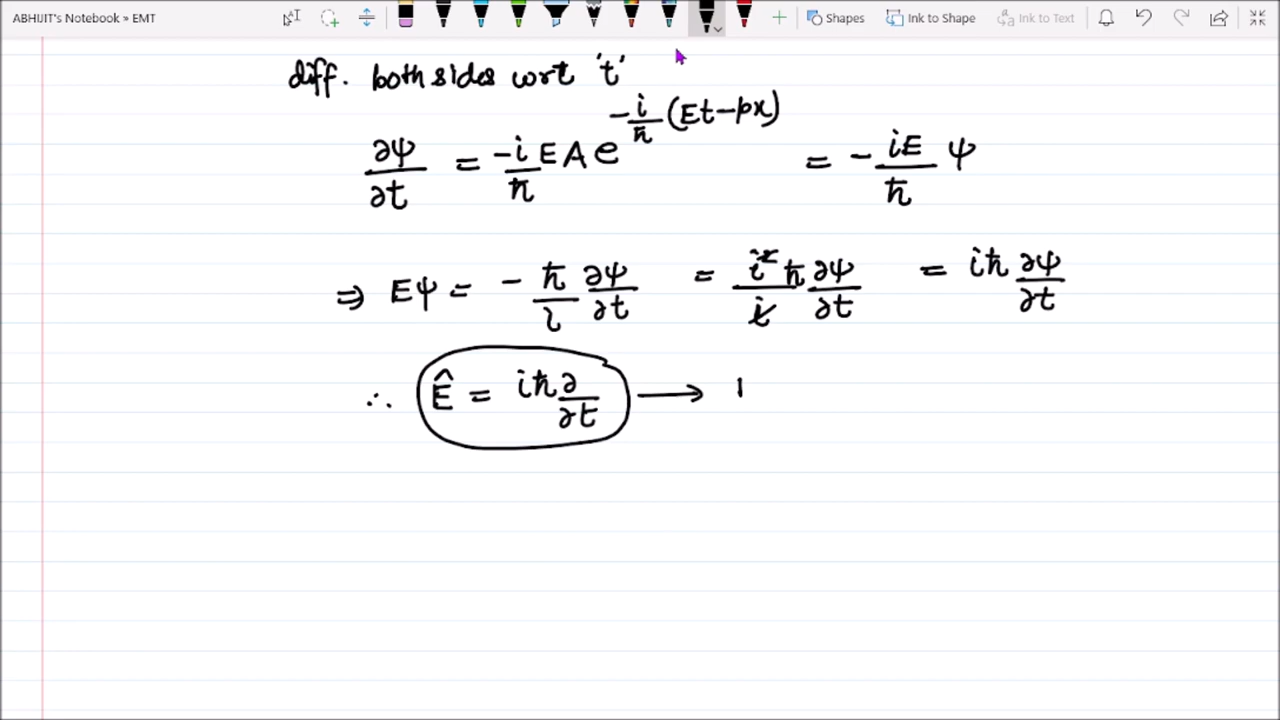 ABHIJIT's Notebook » EMT
Shapes
Ink to Shape
Ink to Text
diff. both sides wrt 't'
∂ψ/∂t = -i/ħ E A e^{-i/ħ (Et-px)} = - iE/ħ ψ
⇒ Eψ = - ħ/i ∂ψ/∂t = i² ħ/i ∂ψ/∂t = iħ ∂ψ/∂t
∴ Ê = iħ ∂/∂t → 1